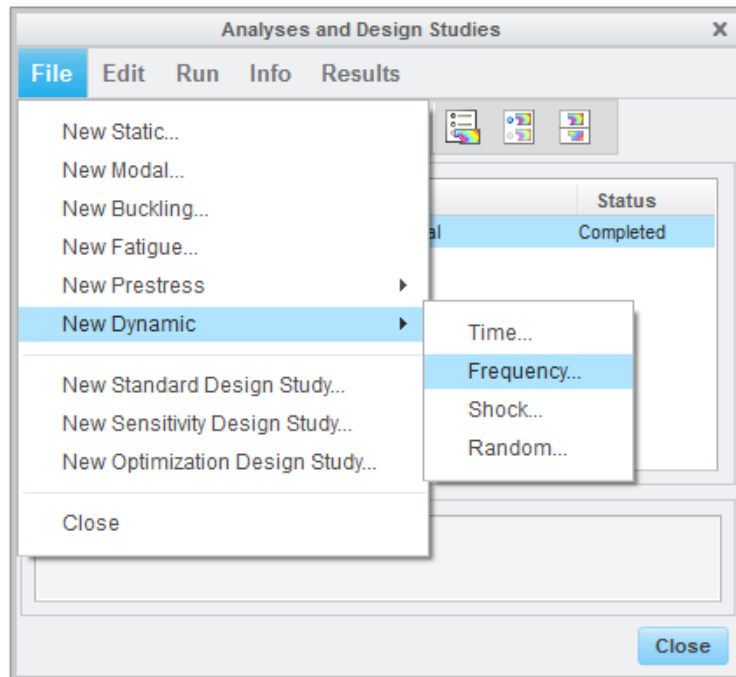 Analyses and Design Studies
File Edit Run Info Results
New Static...
New Modal...
New Buckling...
New Fatigue...
New Prestress
New Dynamic
New Standard Design Study...
New Sensitivity Design Study...
New Optimization Design Study...
Close
Status
al Completed
Time...
Frequency...
Shock...
Random...
Close